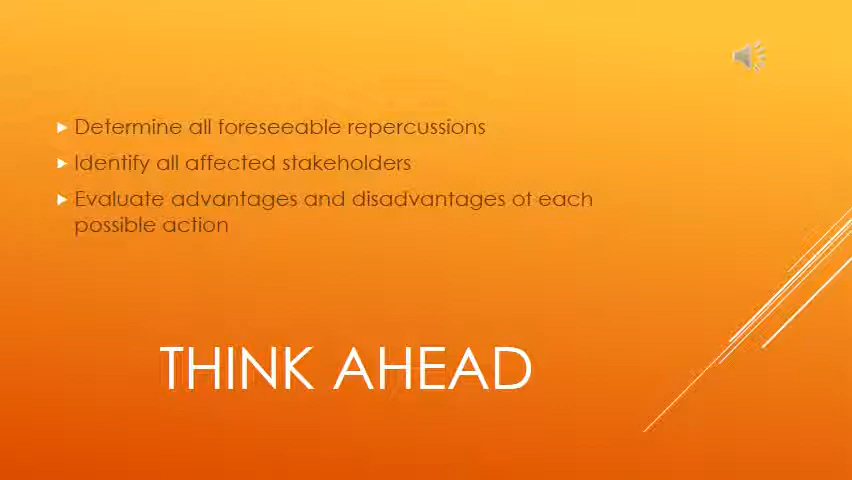 Determine all foreseeable repercussions
Identify all affected stakeholders
Evaluate advantages and disadvantages of each
possible action
THINK AHEAD